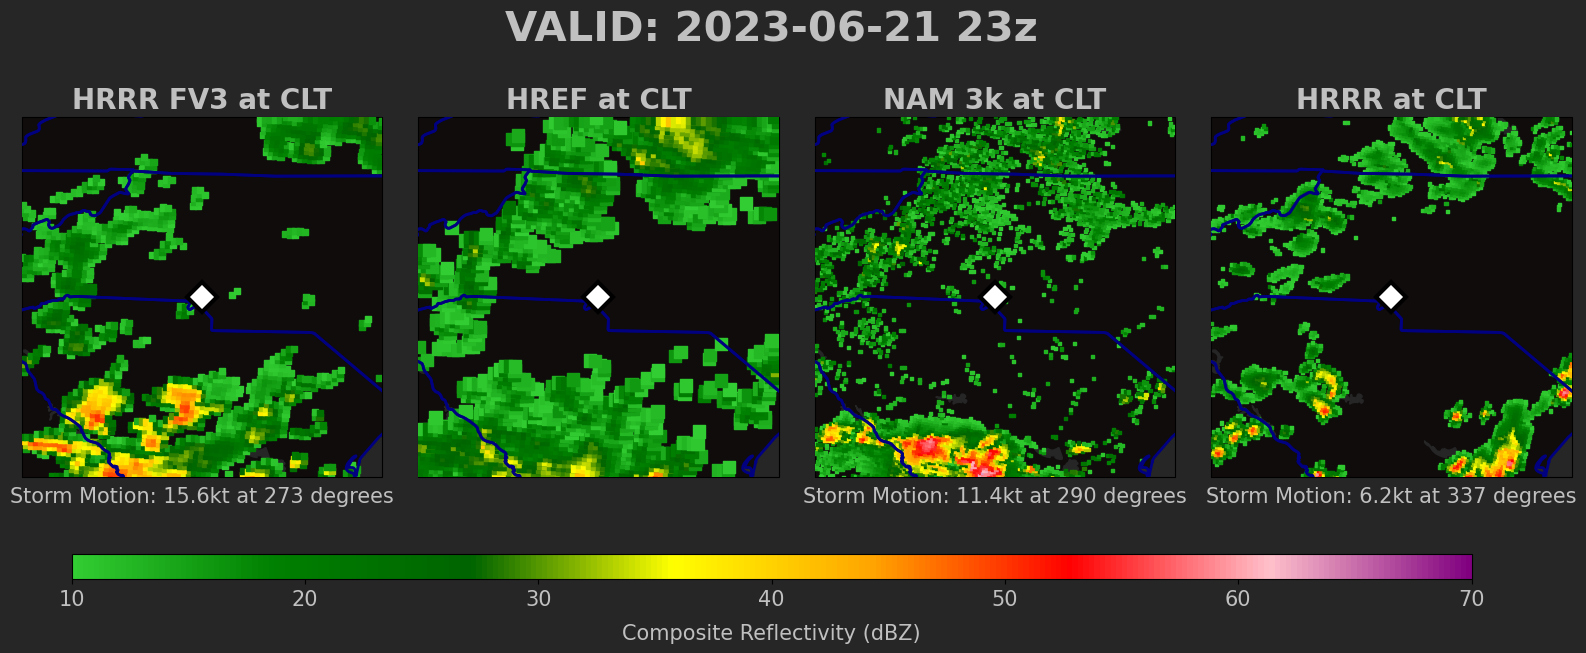 VALID: 2023-06-21 23z
HRRR FV3 at CLT
HREF at CLT
NAM 3k at CLT
HRRR at CLT
Storm Motion: 15.6kt at 273 degrees
Storm Motion: 11.4kt at 290 degrees
Storm Motion: 6.2kt at 337 degrees
10 20 30 40 50 60 70
Composite Reflectivity (dBZ)